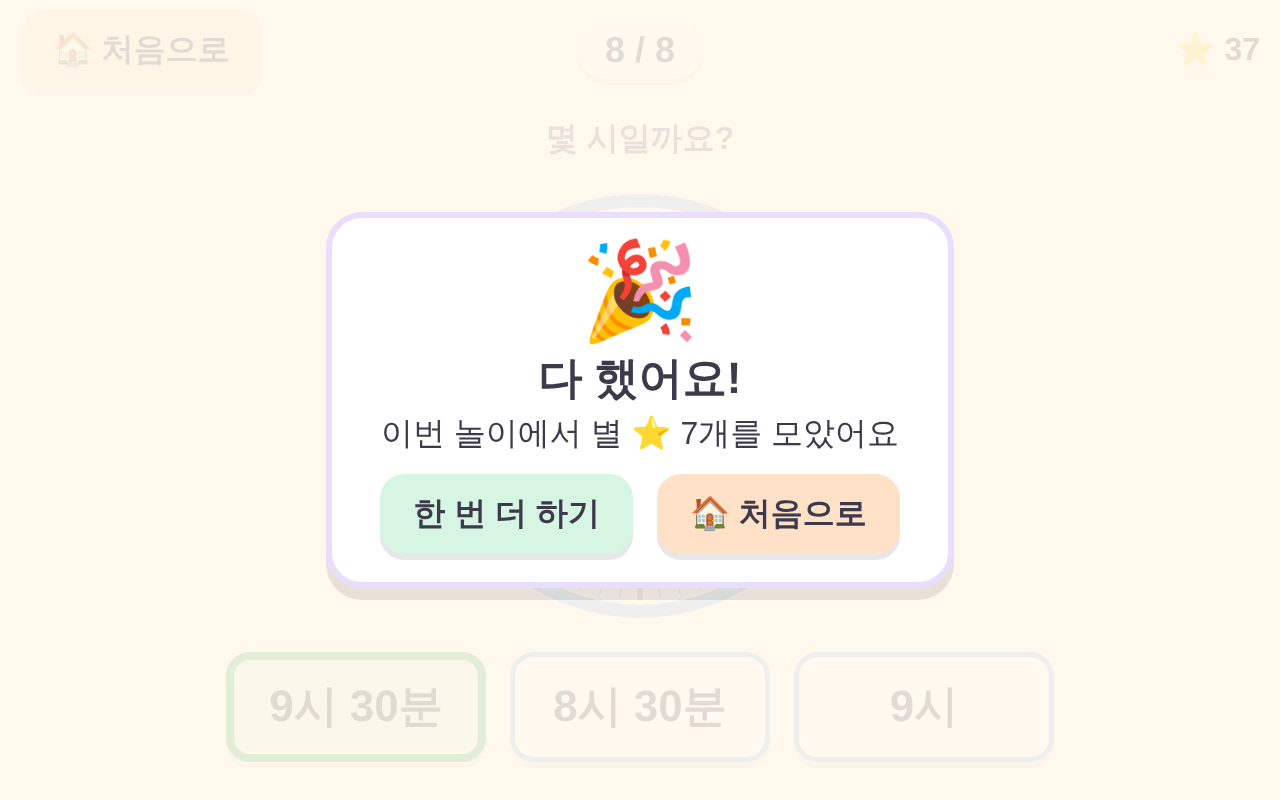 🏠 처음으로
8 / 8
⭐ 37
몇 시일까요?
다 했어요!
이번 놀이에서 별 ⭐ 7개를 모았어요
한 번 더 하기
🏠 처음으로
9시 30분
8시 30분
9시